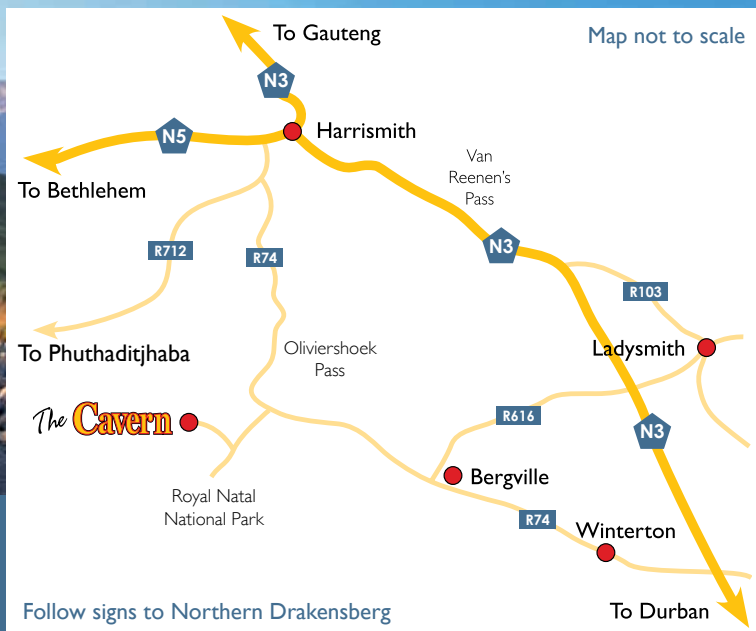 To Gauteng
Map not to scale
N3
N5
Harrismith
To Bethlehem
Van
Reenen's
Pass
R712
R74
N3
R103
To Phuthaditjhaba
Oliviershoek
Pass
Ladysmith
The Cavern
R616
N3
Bergville
Royal Natal
National Park
R74
Winterton
Follow signs to Northern Drakensberg
To Durban